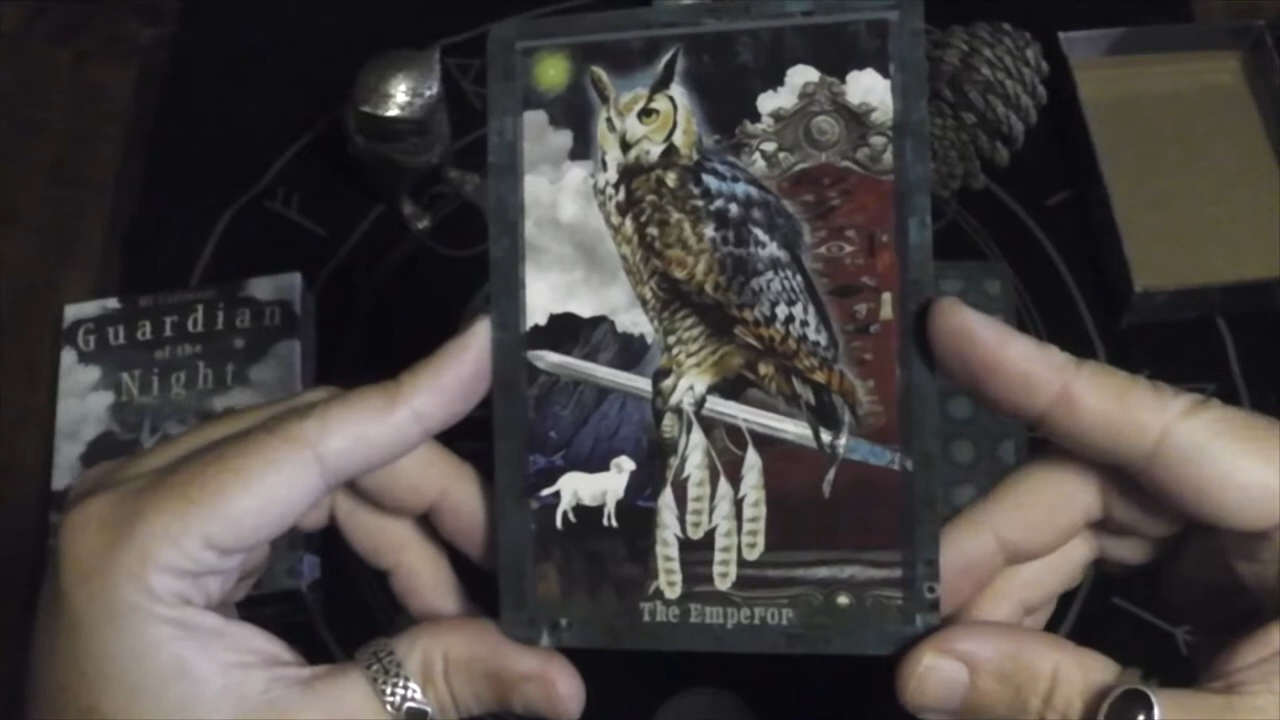 Guardian
of the
Night
The Emperor